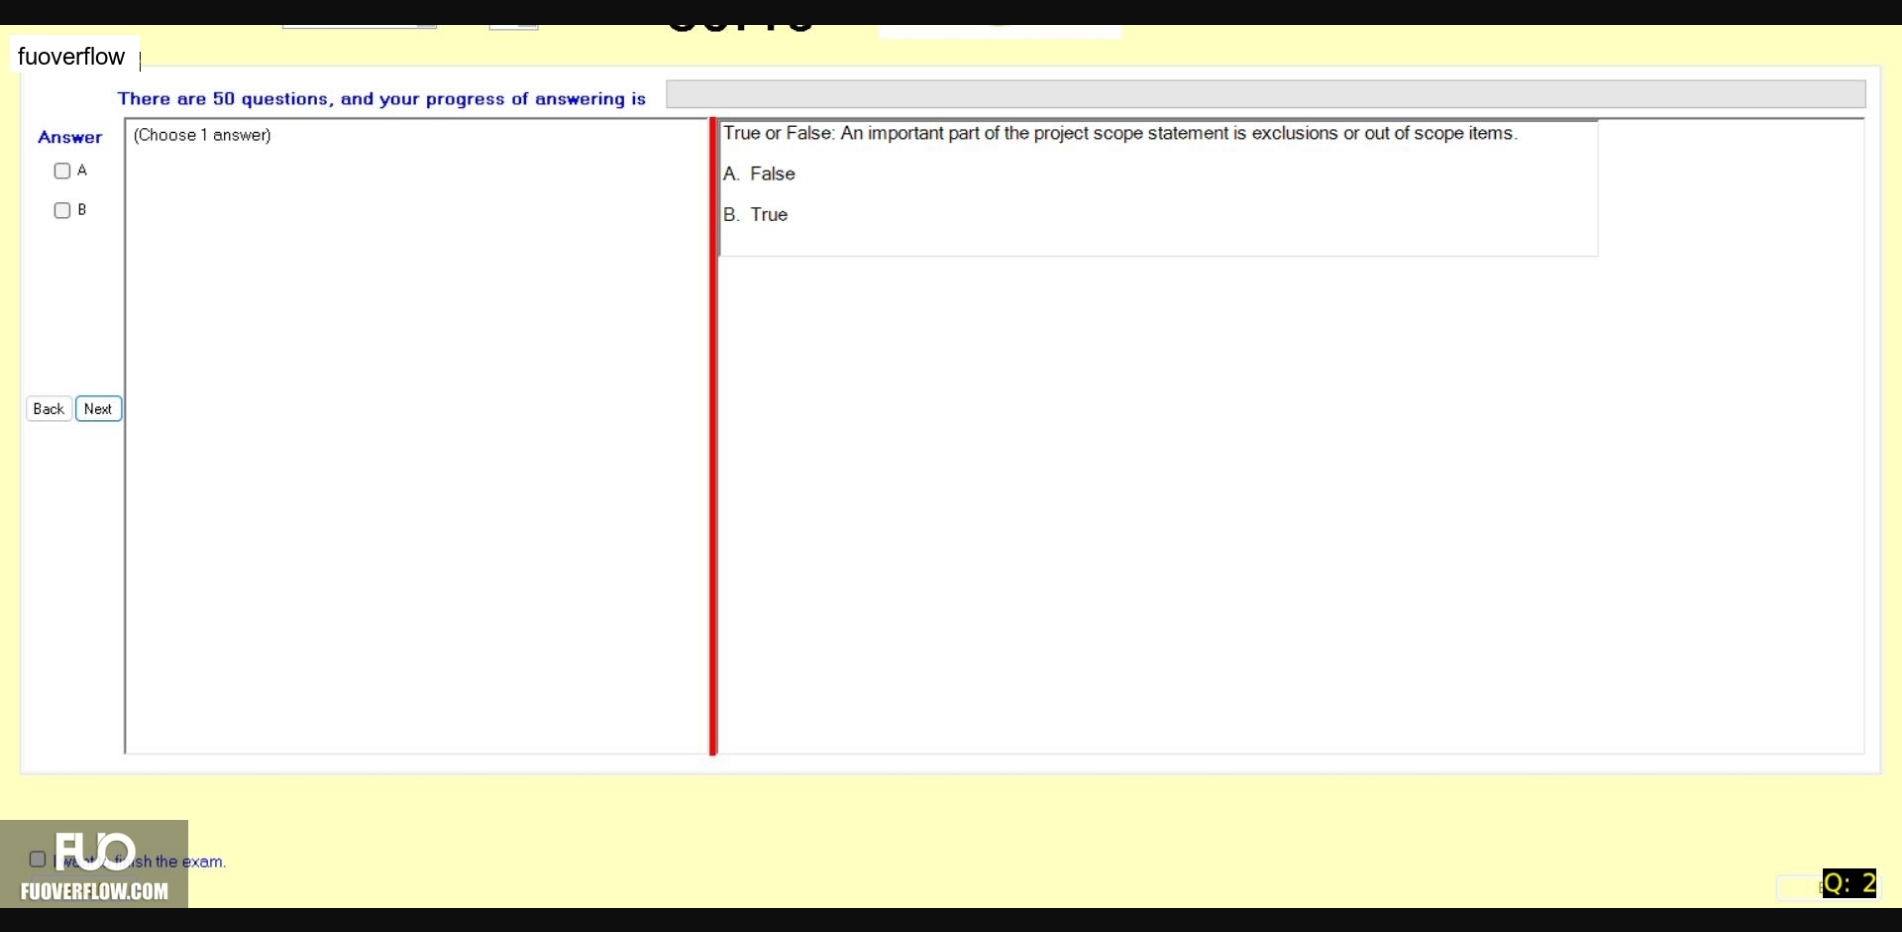 fuoverflow
There are 50 questions, and your progress of answering is
Answer
(Choose 1 answer)
A
B
Back Next
True or False: An important part of the project scope statement is exclusions or out of scope items.
A. False
B. True
I want to finish the exam.
FUO
FUOVERFLOW.COM
Q: 2